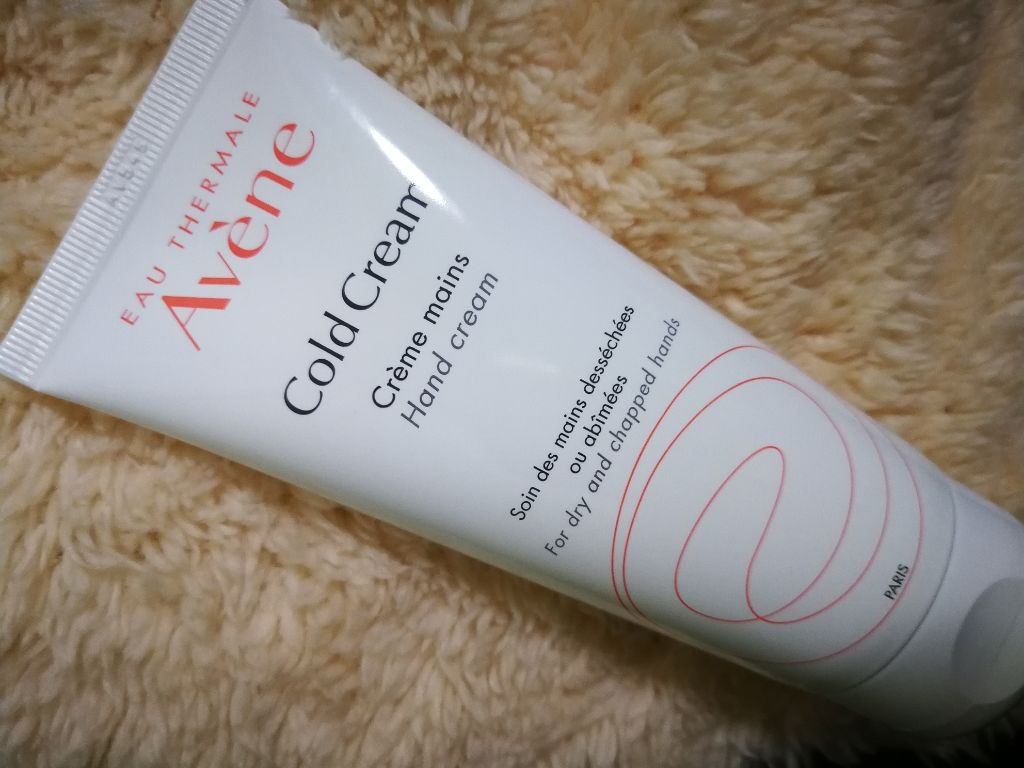 EAU THERMALE
Avène
Cold Cream
Crème mains
Hand cream
Soin des mains desséchées
ou abîmées
For dry and chapped hands
PARIS